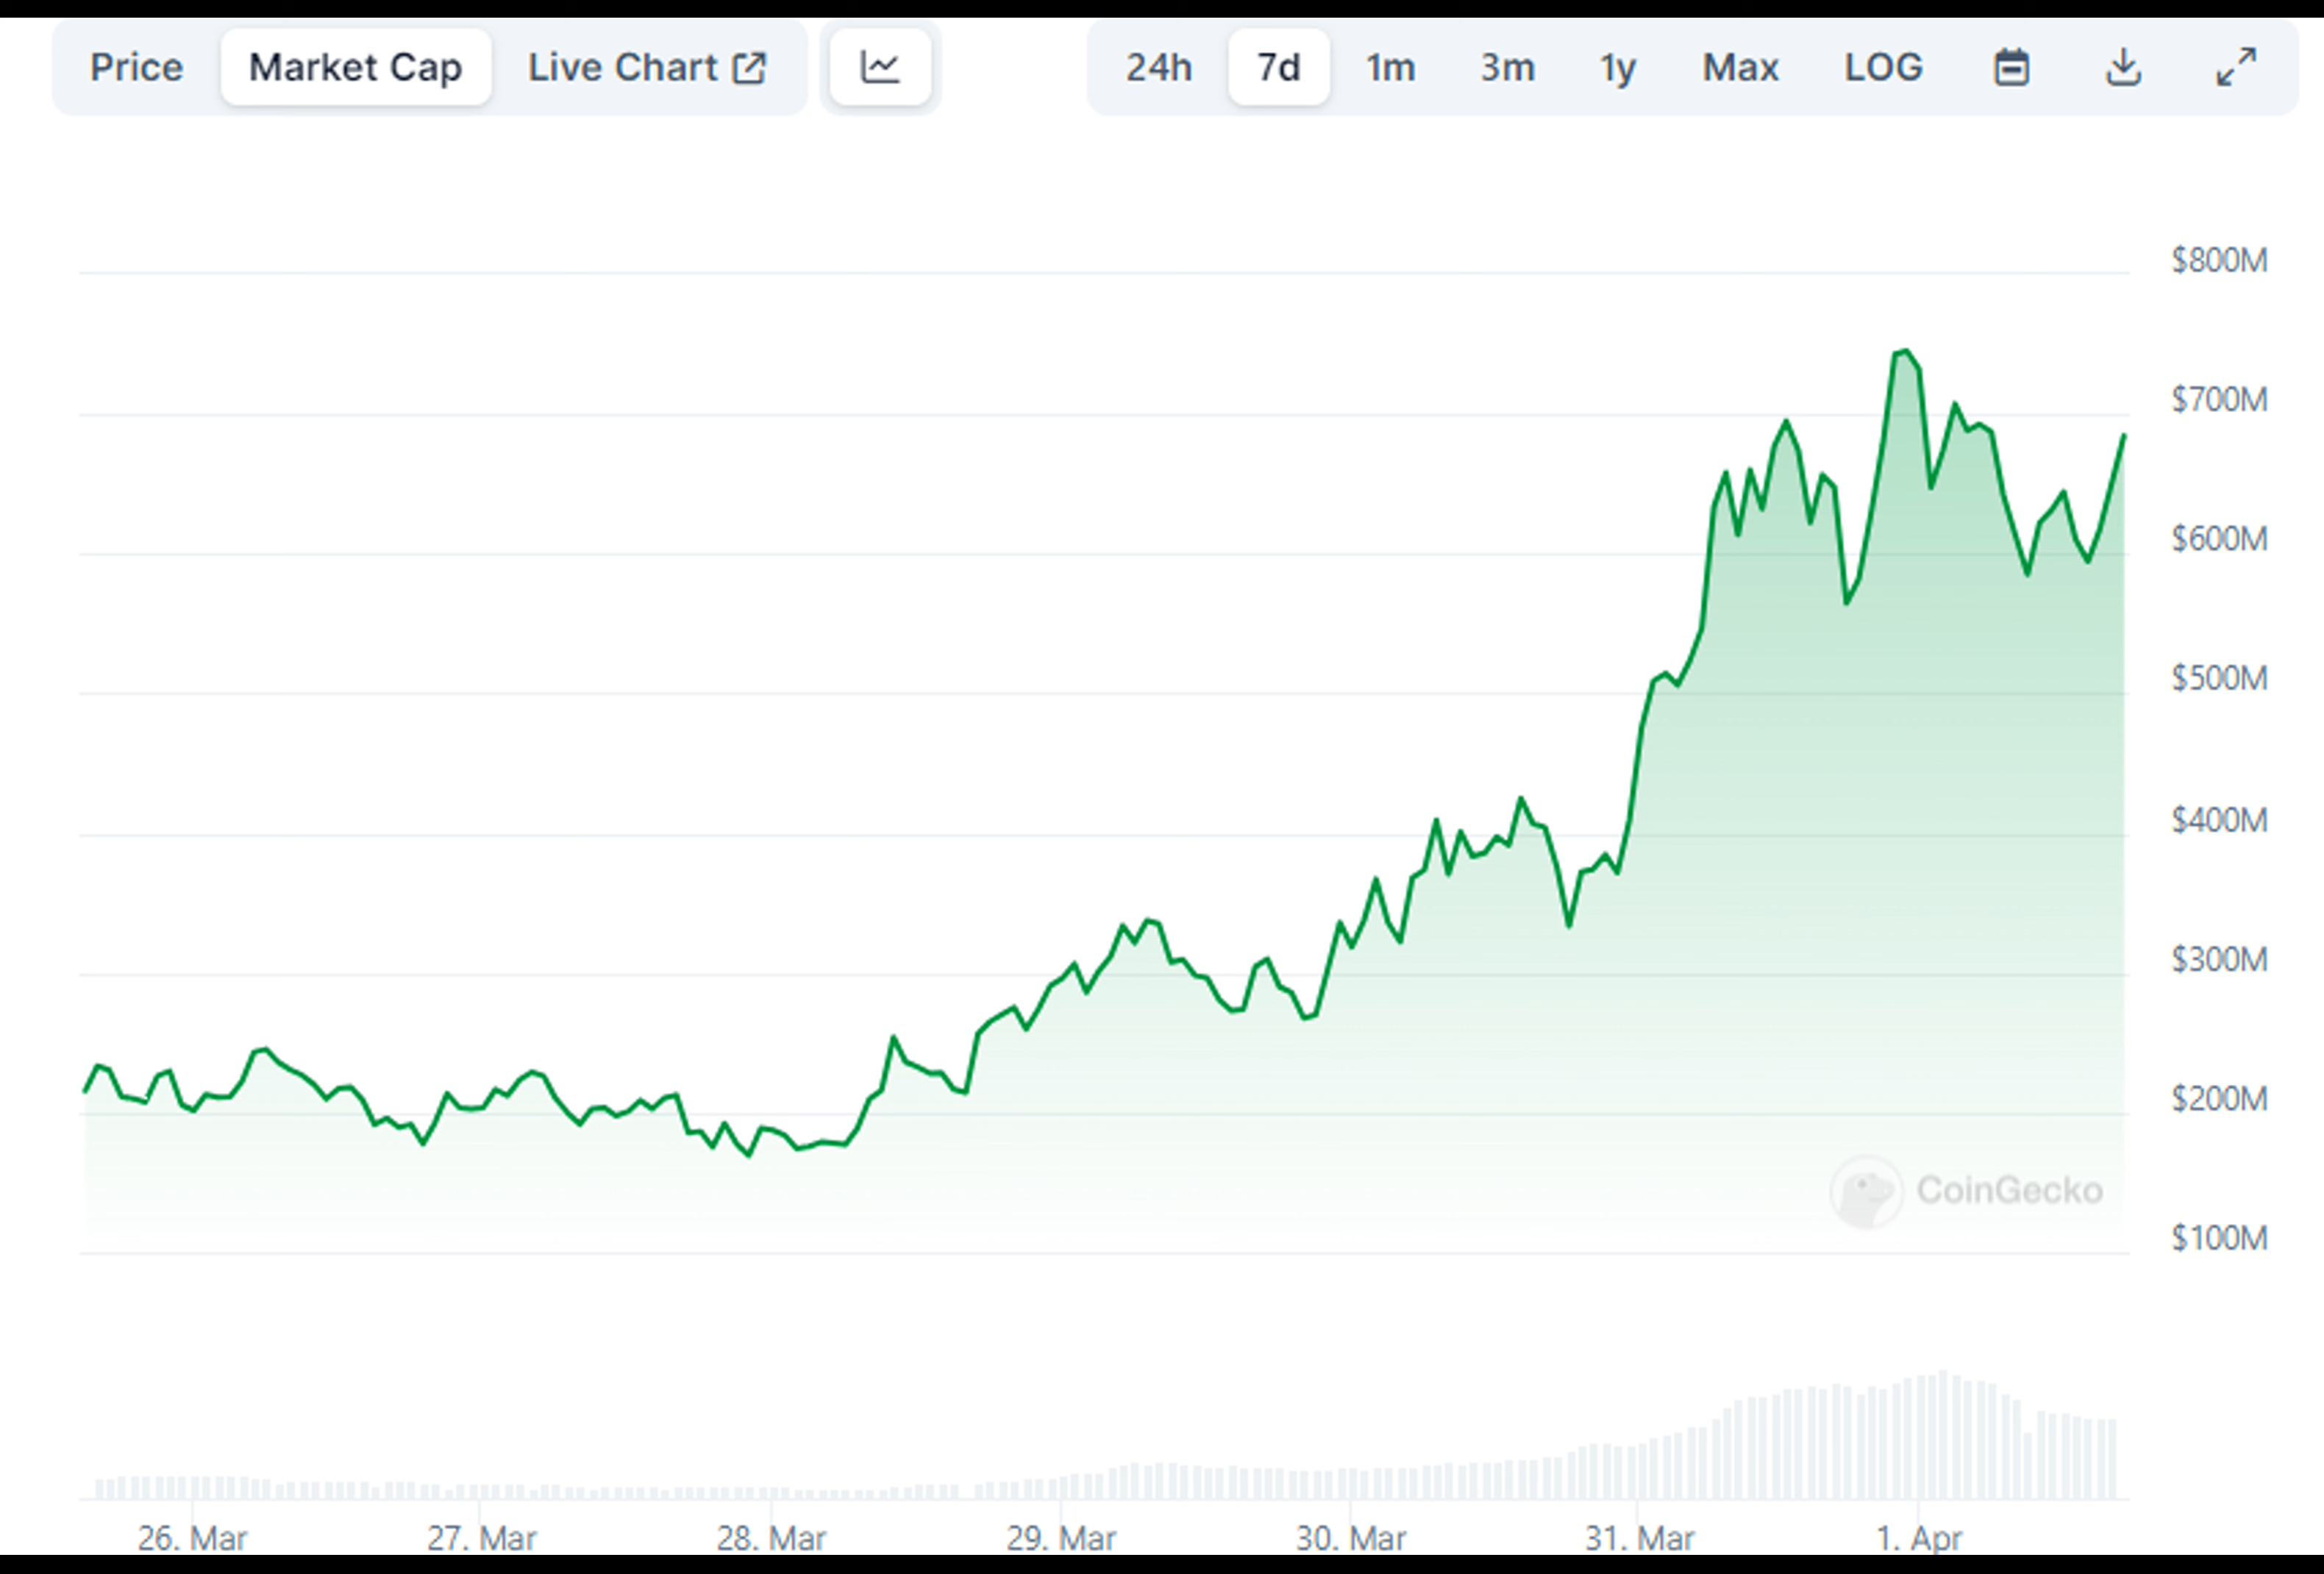 Price Market Cap Live Chart 24h 7d 1m 3m 1y Max LOG
$800M
$700M
$600M
$500M
$400M
$300M
$200M
CoinGecko
$100M
26. Mar 27. Mar 28. Mar 29. Mar 30. Mar 31. Mar 1. Apr